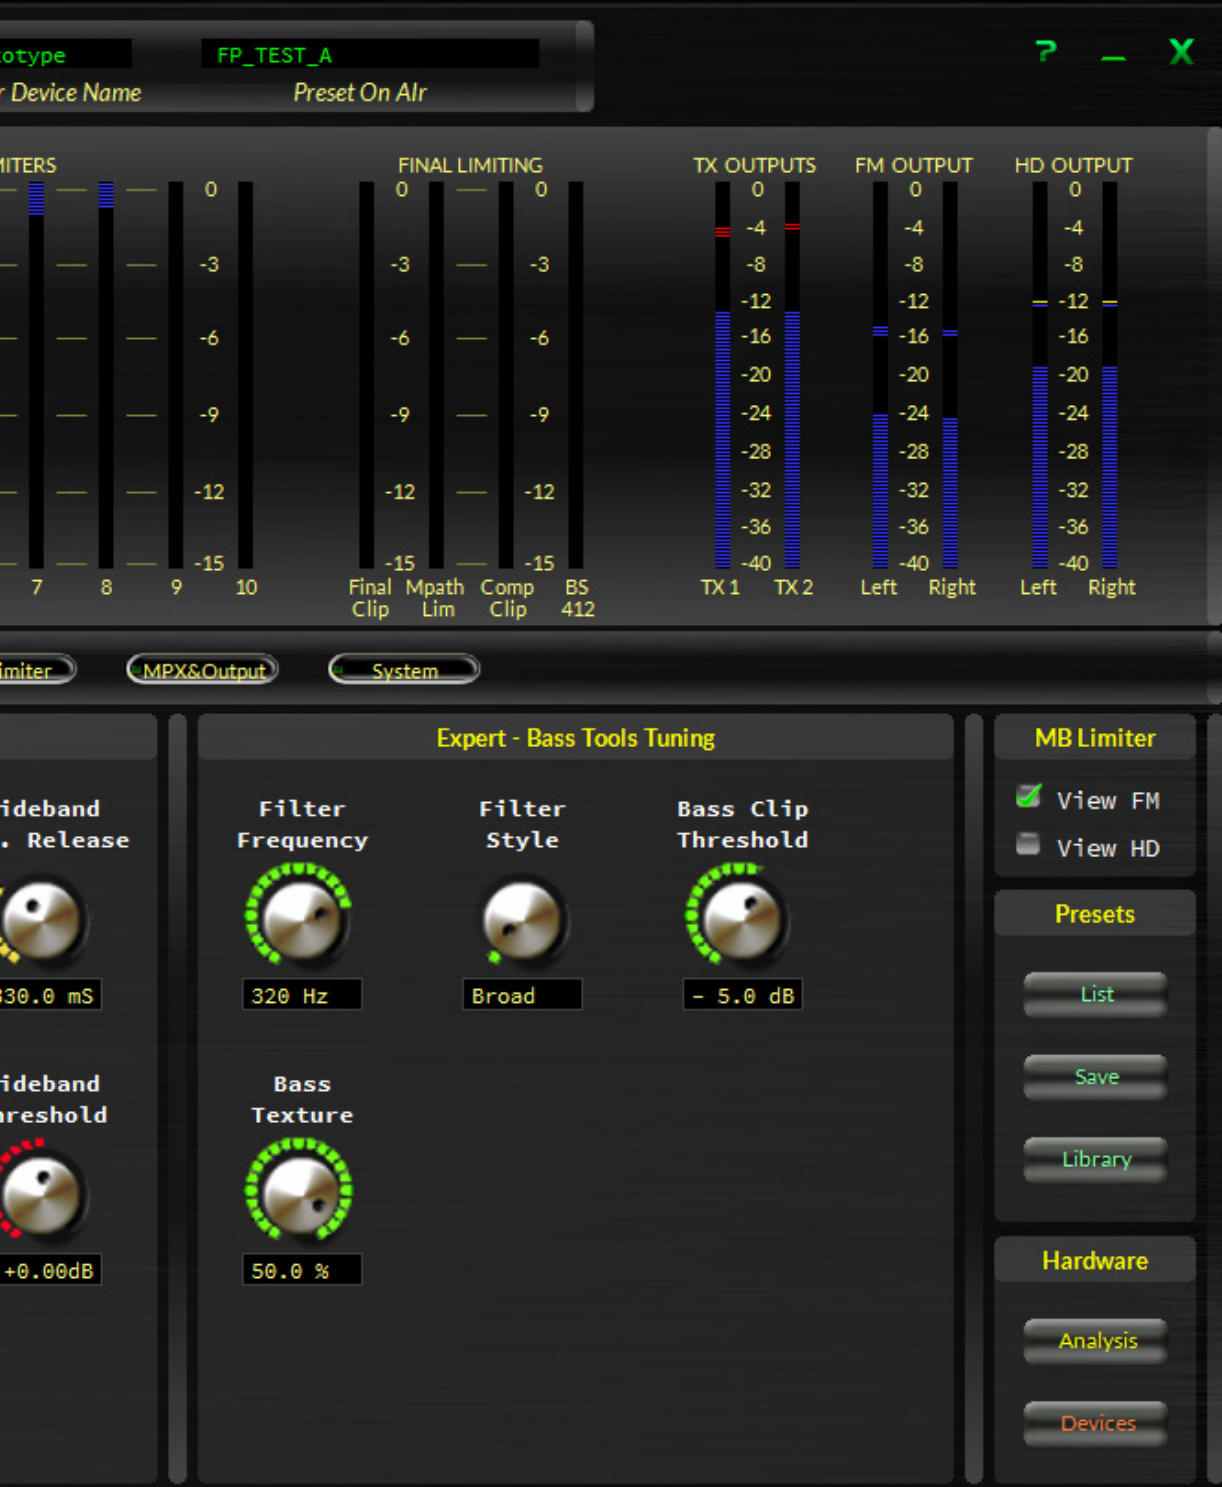 otype FP_TEST_A ? _ X
r Device Name Preset On AIr
MITERS FINAL LIMITING TX OUTPUTS FM OUTPUT HD OUTPUT
0 0 0 0 0 0
-4 -4 -4
-3 -3 -3 -8 -8 -8
-12 -12 -12
-6 -6 -6 -16 -16 -16
-20 -20 -20
-9 -9 -9 -24 -24 -24
-28 -28 -28
-12 -12 -12 -32 -32 -32
-36 -36 -36
-15 -15 -15 -40 -40 -40
7 8 9 10 Final Mpath Comp BS TX 1 TX 2 Left Right Left Right
Clip Lim Clip 412
imiter MPX&Output System
Expert - Bass Tools Tuning MB Limiter
View FM
ideband Filter Filter Bass Clip
. Release Frequency Style Threshold View HD
Presets
330.0 mS 320 Hz Broad - 5.0 dB List
Save
ideband Bass
hreshold Texture
Library
+0.00dB 50.0 % Hardware
Analysis
Devices